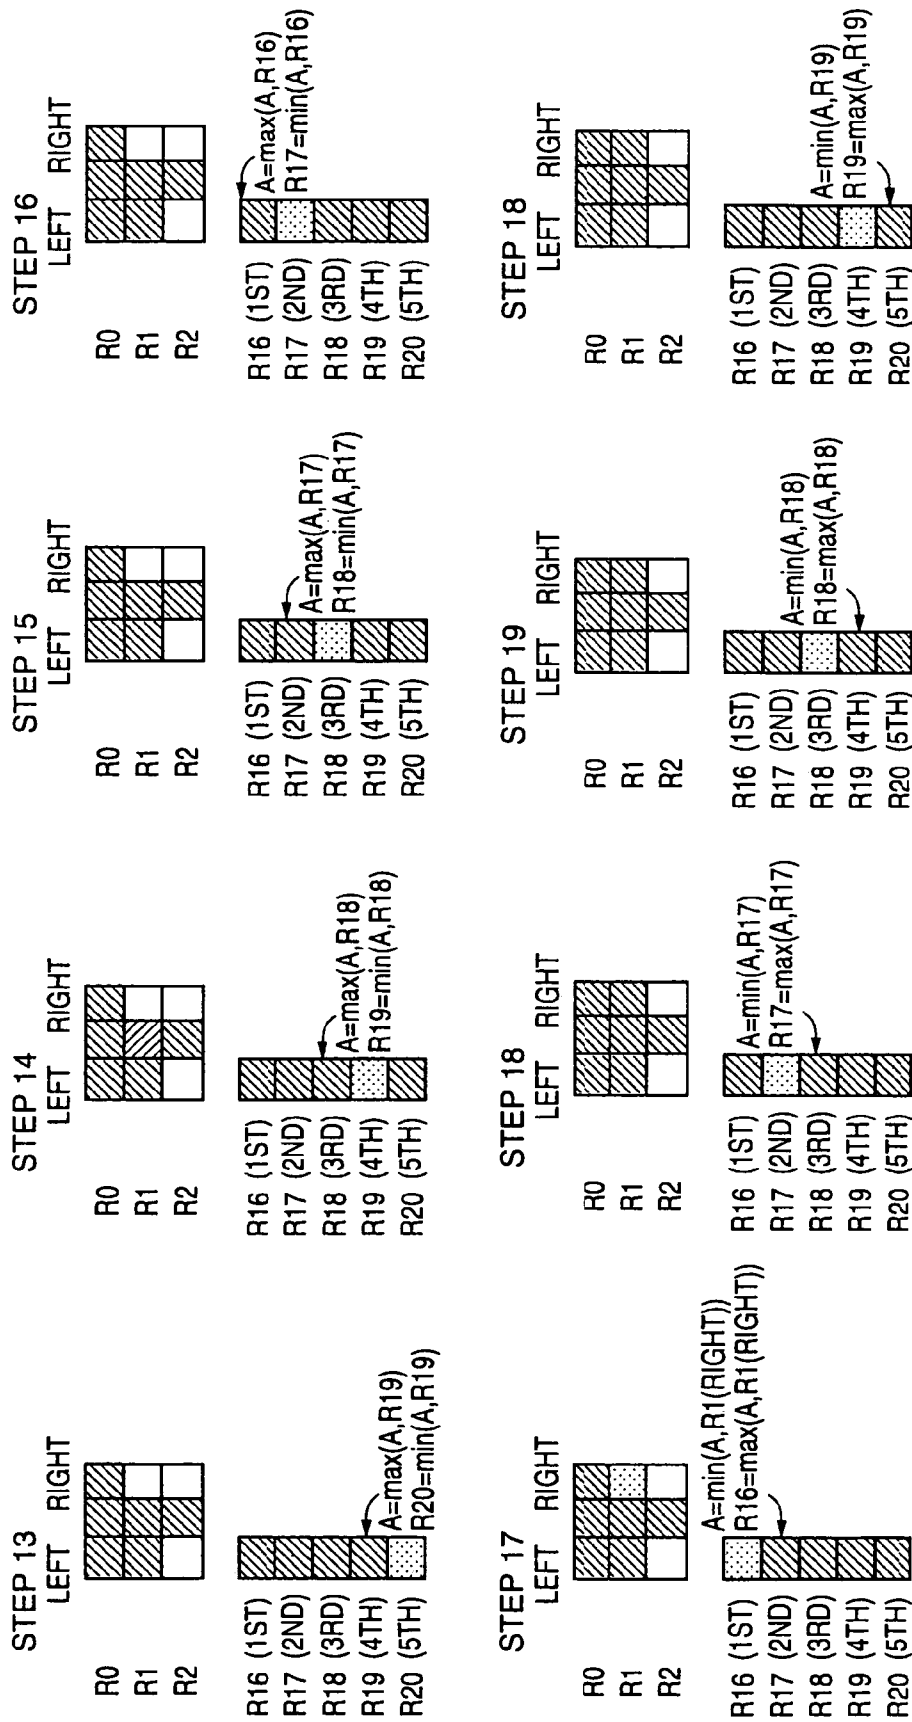 STEP 13
LEFT RIGHT
R0
R1
R2
R16 (1ST)
R17 (2ND)
R18 (3RD)
R19 (4TH)
R20 (5TH)
A=max(A,R19)
R20=min(A,R19)
STEP 14
LEFT RIGHT
R0
R1
R2
R16 (1ST)
R17 (2ND)
R18 (3RD)
R19 (4TH)
R20 (5TH)
A=max(A,R18)
R19=min(A,R18)
STEP 15
LEFT RIGHT
R0
R1
R2
R16 (1ST)
R17 (2ND)
R18 (3RD)
R19 (4TH)
R20 (5TH)
A=max(A,R17)
R18=min(A,R17)
STEP 16
LEFT RIGHT
R0
R1
R2
R16 (1ST)
R17 (2ND)
R18 (3RD)
R19 (4TH)
R20 (5TH)
A=max(A,R16)
R17=min(A,R16)
STEP 17
LEFT RIGHT
R0
R1
R2
R16 (1ST)
R17 (2ND)
R18 (3RD)
R19 (4TH)
R20 (5TH)
A=min(A,R1(RIGHT))
R16=max(A,R1(RIGHT))
STEP 18
LEFT RIGHT
R0
R1
R2
R16 (1ST)
R17 (2ND)
R18 (3RD)
R19 (4TH)
R20 (5TH)
A=min(A,R17)
R17=max(A,R17)
STEP 19
LEFT RIGHT
R0
R1
R2
R16 (1ST)
R17 (2ND)
R18 (3RD)
R19 (4TH)
R20 (5TH)
A=min(A,R18)
R18=max(A,R18)
STEP 18
LEFT RIGHT
R0
R1
R2
R16 (1ST)
R17 (2ND)
R18 (3RD)
R19 (4TH)
R20 (5TH)
A=min(A,R19)
R19=max(A,R19)